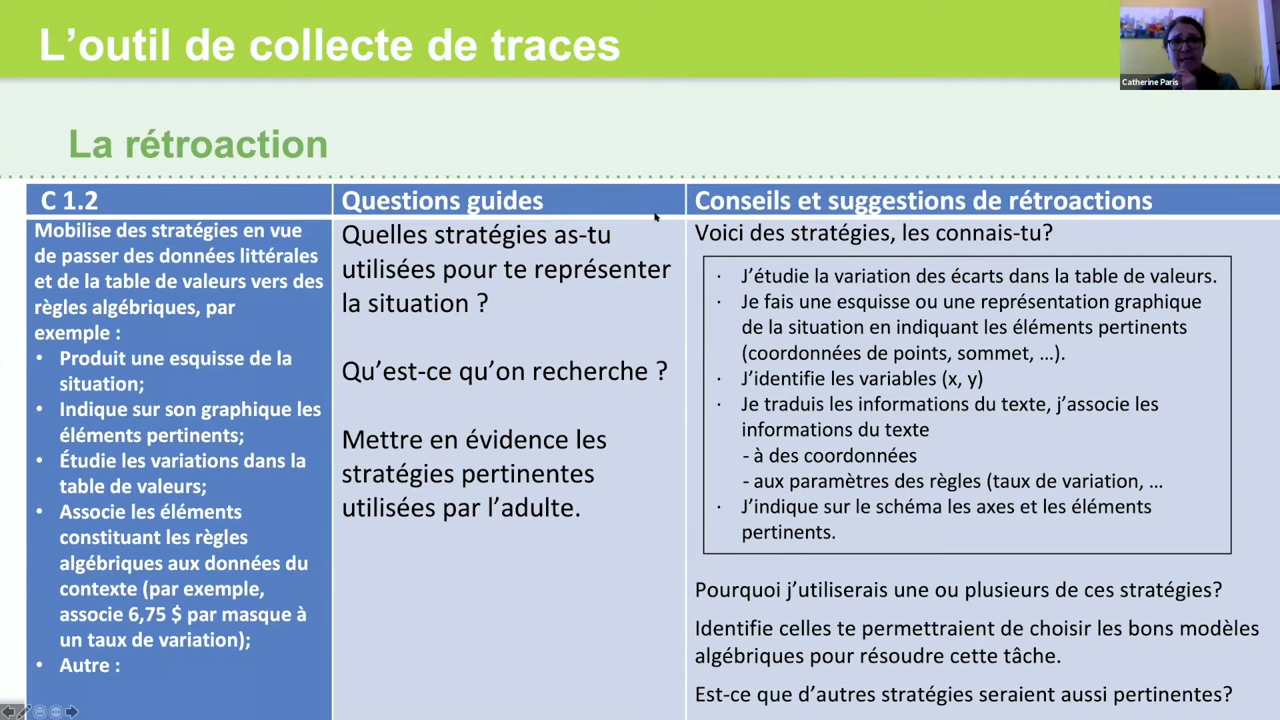 L’outil de collecte de traces
Catherine Paris
La rétroaction
C 1.2
Mobilise des stratégies en vue
de passer des données littérales
et de la table de valeurs vers des
règles algébriques, par
exemple :
• Produit une esquisse de la
situation;
• Indique sur son graphique les
éléments pertinents;
• Étudie les variations dans la
table de valeurs;
• Associe les éléments
constituant les règles
algébriques aux données du
contexte (par exemple,
associe 6,75 $ par masque à
un taux de variation);
• Autre :
Questions guides
Quelles stratégies as-tu
utilisées pour te représenter
la situation ?
Qu’est-ce qu’on recherche ?
Mettre en évidence les
stratégies pertinentes
utilisées par l’adulte.
Conseils et suggestions de rétroactions
Voici des stratégies, les connais-tu?
· J’étudie la variation des écarts dans la table de valeurs.
· Je fais une esquisse ou une représentation graphique
de la situation en indiquant les éléments pertinents
(coordonnées de points, sommet, …).
· J’identifie les variables (x, y)
· Je traduis les informations du texte, j’associe les
informations du texte
- à des coordonnées
- aux paramètres des règles (taux de variation, …
· J’indique sur le schéma les axes et les éléments
pertinents.
Pourquoi j’utiliserais une ou plusieurs de ces stratégies?
Identifie celles te permettraient de choisir les bons modèles
algébriques pour résoudre cette tâche.
Est-ce que d’autres stratégies seraient aussi pertinentes?